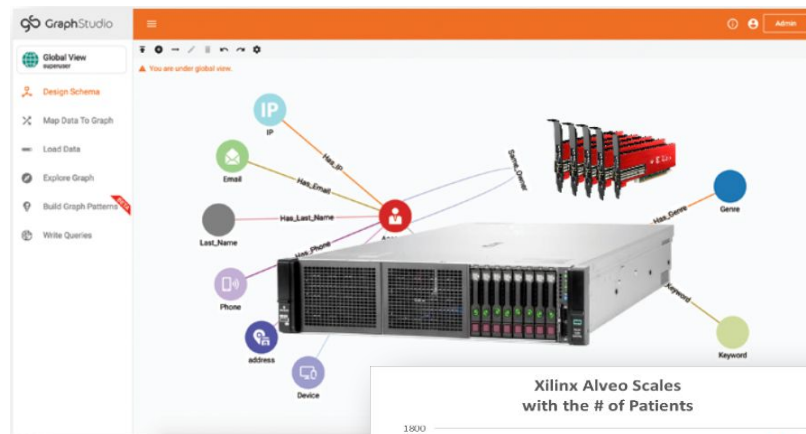 GraphStudio
Admin
Global View
superuser
You are under global view.
Design Schema
Map Data To Graph
Load Data
Explore Graph
Build Graph Patterns
Write Queries
IP
IP
Has_IP
Email
Has_Email
Last_Name
Has_Last_Name
Phone
Has_Phone
address
Device
Same_Owner
Has_Genre
Genre
Keyword
Keyword
Xilinx Alveo Scales
with the # of Patients
1800